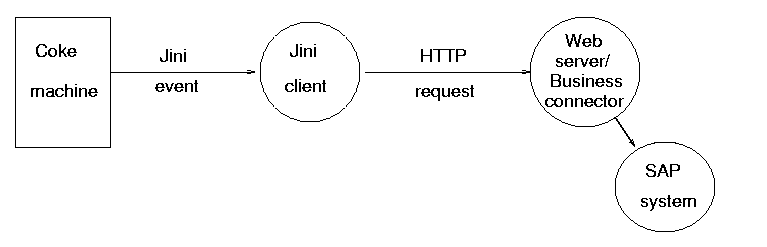 Coke
machine
Jini
event
Jini
client
HTTP
request
Web
server/
Business
connector
SAP
system